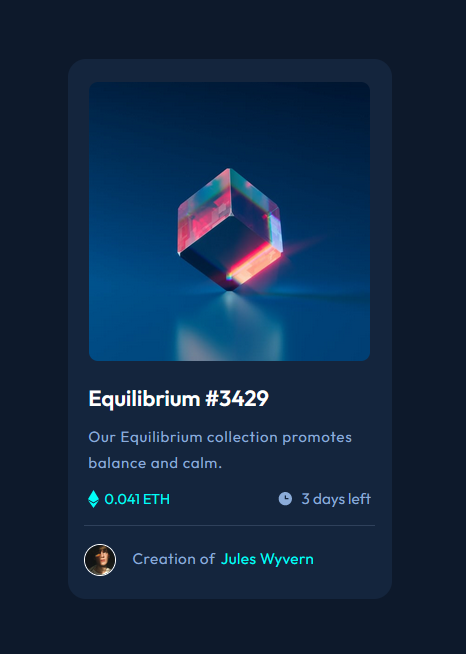 Equilibrium #3429
Our Equilibrium collection promotes
balance and calm.
0.041 ETH
3 days left
Creation of Jules Wyvern